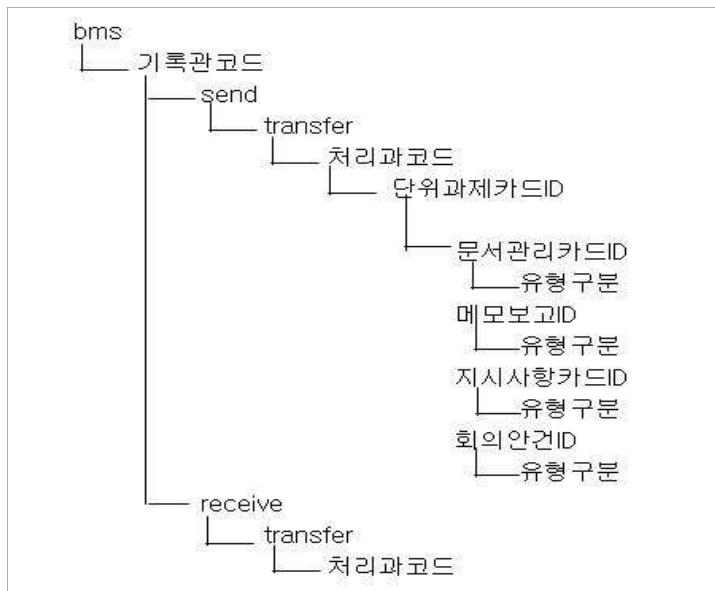 bms
기록관코드
send
transfer
처리과코드
단위과제카드ID
문서관리카드ID
유형구분
메모보고ID
유형구분
지시사항카드ID
유형구분
회의안건ID
유형구분
receive
transfer
처리과코드